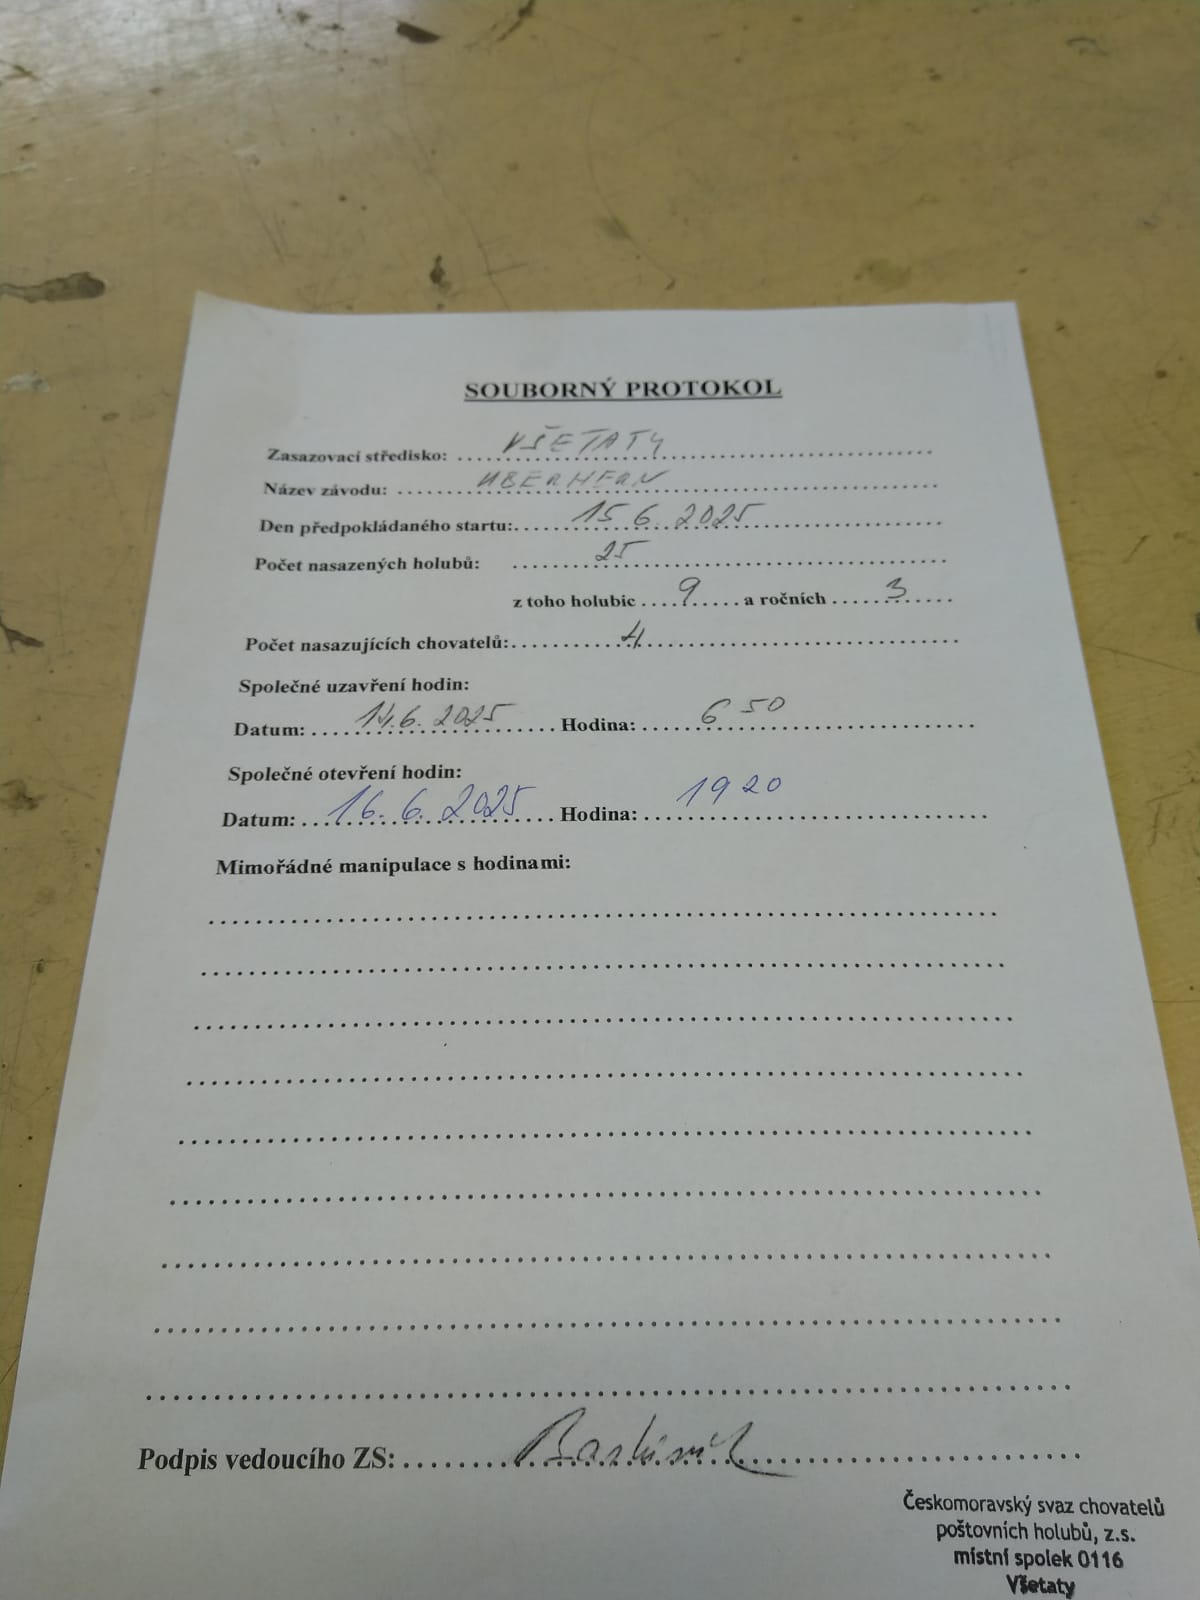 SOUBORNÝ PROTOKOL
Zasazovací středisko: VŠETATY
Název závodu: UBERHERN
Den předpokládaného startu: 15 6. 2025
Počet nasazených holubů: 25
z toho holubic 9 a ročních 3
Počet nasazujících chovatelů: 4
Společné uzavření hodin:
Datum: 14.6. 2025 Hodina: 6 50
Společné otevření hodin:
Datum: 16. 6. 2025 Hodina: 19 20
Mimořádné manipulace s hodinami:
Podpis vedoucího ZS:
Českomoravský svaz chovatelů
poštovních holubů, z.s.
místní spolek 0116
Všetaty